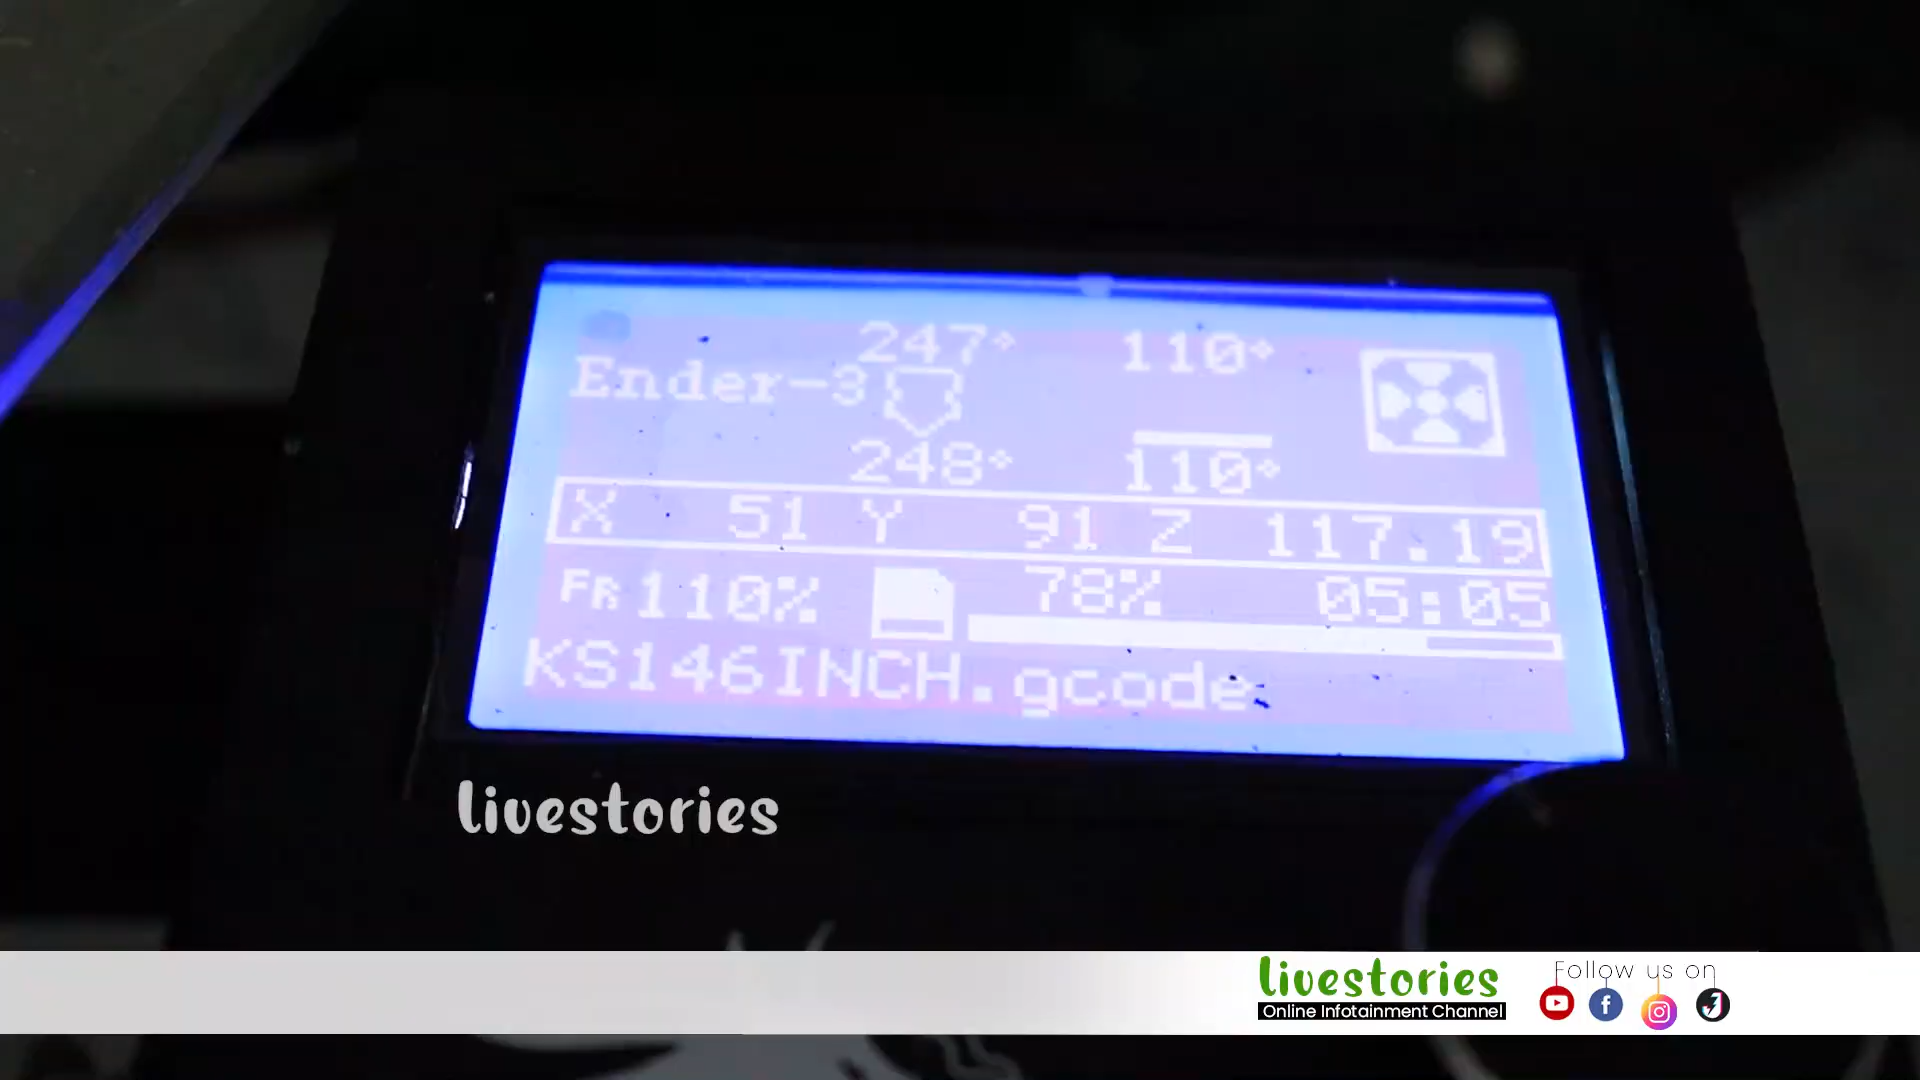 247° 110°
Ender-3
248° 110°
X 51 Y 91 Z 117.19
FR 110% 78% 05:05
KS146INCH.gcode
livestories
livestories
Online Infotainment Channel
Follow us on